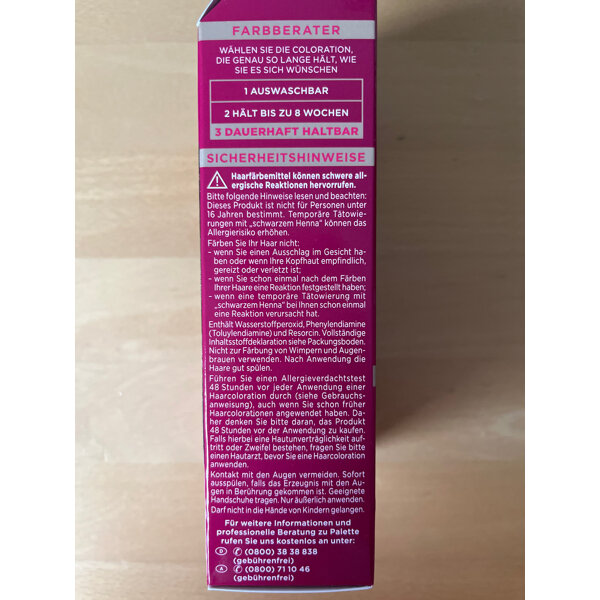 FARBBERATER
WÄHLEN SIE DIE COLORATION,
DIE GENAU SO LANGE HÄLT, WIE
SIE ES SICH WÜNSCHEN
1 AUSWASCHBAR
2 HÄLT BIS ZU 8 WOCHEN
3 DAUERHAFT HALTBAR
SICHERHEITSHINWEISE
Haarfärbemittel können schwere all-
ergische Reaktionen hervorrufen.
Bitte folgende Hinweise lesen und beachten:
Dieses Produkt ist nicht für Personen unter
16 Jahren bestimmt. Temporäre Tätowie-
rungen mit „schwarzem Henna“ können das
Allergierisiko erhöhen.
Färben Sie Ihr Haar nicht:
- wenn Sie einen Ausschlag im Gesicht ha-
ben oder wenn Ihre Kopfhaut empfindlich,
gereizt oder verletzt ist;
- wenn Sie schon einmal nach dem Färben
Ihrer Haare eine Reaktion festgestellt haben;
- wenn eine temporäre Tätowierung mit
„schwarzem Henna“ bei Ihnen schon einmal
eine Reaktion verursacht hat.
Enthält Wasserstoffperoxid, Phenylendiamine
(Toluylendiamine) und Resorcin. Vollständige
Inhaltsstoffdeklaration siehe Packungsboden.
Nicht zur Färbung von Wimpern und Augen-
brauen verwenden. Nach Anwendung die
Haare gut spülen.
Führen Sie einen Allergieverdachtstest
48 Stunden vor jeder Anwendung einer
Haarcoloration durch (siehe Gebrauchs-
anweisung), auch wenn Sie schon früher
Haarcolorationen angewendet haben. Da-
her denken Sie bitte daran, das Produkt
48 Stunden vor der Anwendung zu kaufen.
Falls hierbei eine Hautunverträglichkeit auf-
tritt oder Zweifel bestehen, fragen Sie bitte
einen Hautarzt, bevor Sie eine Haarcoloration
anwenden.
Kontakt mit den Augen vermeiden. Sofort
ausspülen, falls das Erzeugnis mit den Au-
gen in Berührung gekommen ist. Geeignete
Handschuhe tragen. Nur äußerlich anwenden.
Darf nicht in die Hände von Kindern gelangen.
Für weitere Informationen und
professionelle Beratung zu Palette
rufen Sie uns kostenlos an unter:
D (0800) 38 38 838
(gebührenfrei)
A (0800) 71 10 46
(gebührenfrei)